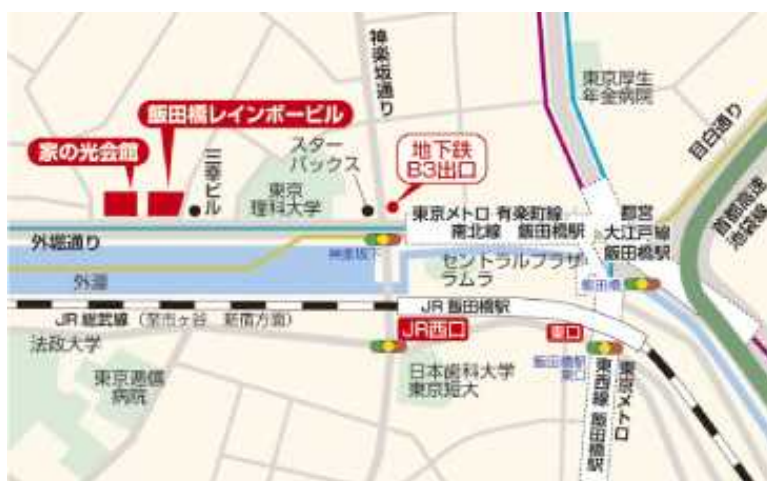 神楽坂通り
東京厚生
年金病院
目白通り
首都高速
池袋線
飯田橋レインボービル
家の光会館
三幸ビル
スター
バックス
地下鉄
B3出口
東京
理科大学
外堀通り
東京メトロ 有楽町線
南北線 飯田橋駅
都営
大江戸線
飯田橋駅
神楽坂下
セントラルプラザ
ラムラ
飯田橋
外濠
JR 飯田橋駅
JR 総武線（至市ヶ谷 新宿方面）
JR西口
東口
法政大学
飯田橋駅
東口
東京逓信
病院
日本歯科大学
東京短大
東京メトロ
東西線 飯田橋駅